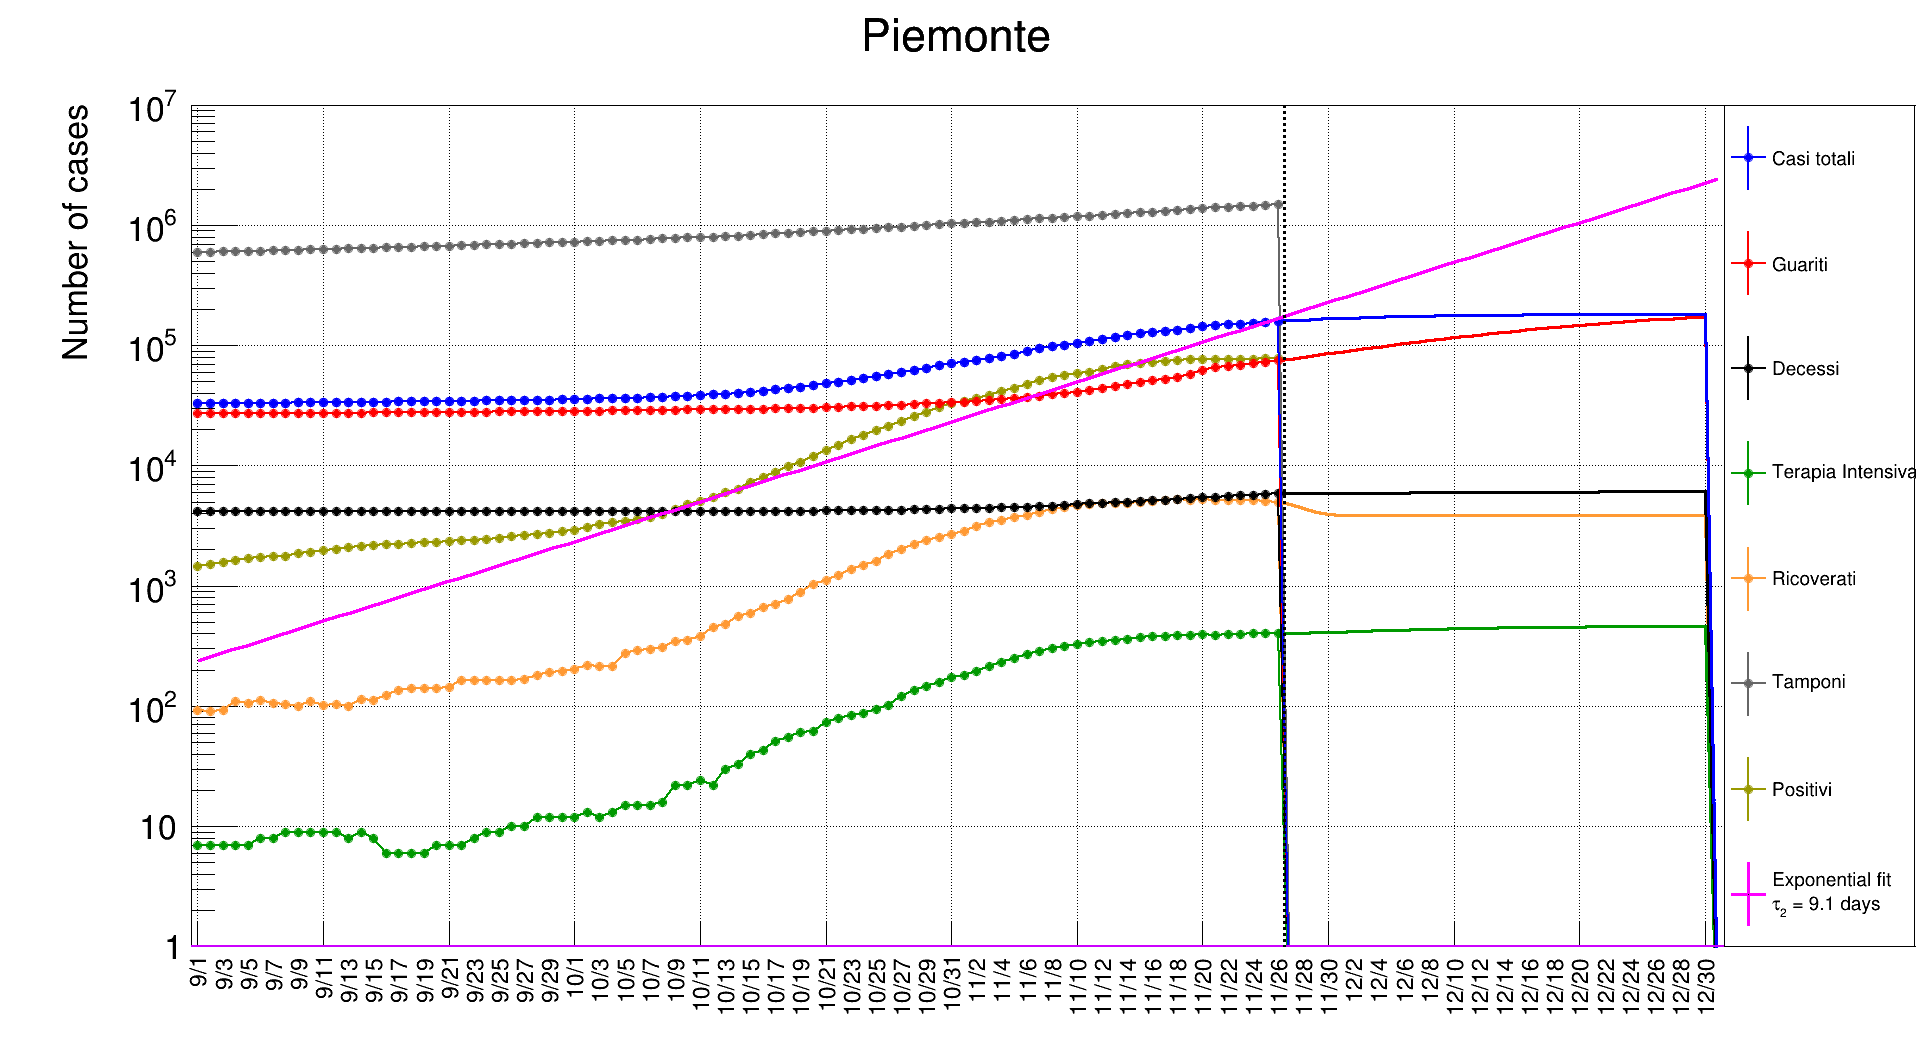 Piemonte
Number of cases
10^7
10^6
10^5
10^4
10^3
10^2
10
1
9/1 9/3 9/5 9/7 9/9 9/11 9/13 9/15 9/17 9/19 9/21 9/23 9/25 9/27 9/29 10/1 10/3 10/5 10/7 10/9 10/11 10/13 10/15 10/17 10/19 10/21 10/23 10/25 10/27 10/29 10/31 11/2 11/4 11/6 11/8 11/10 11/12 11/14 11/16 11/18 11/20 11/22 11/24 11/26 11/28 11/30 12/2 12/4 12/6 12/8 12/10 12/12 12/14 12/16 12/18 12/20 12/22 12/24 12/26 12/28 12/30
Casi totali
Guariti
Decessi
Terapia Intensiva
Ricoverati
Tamponi
Positivi
Exponential fit
τ₂ = 9.1 days